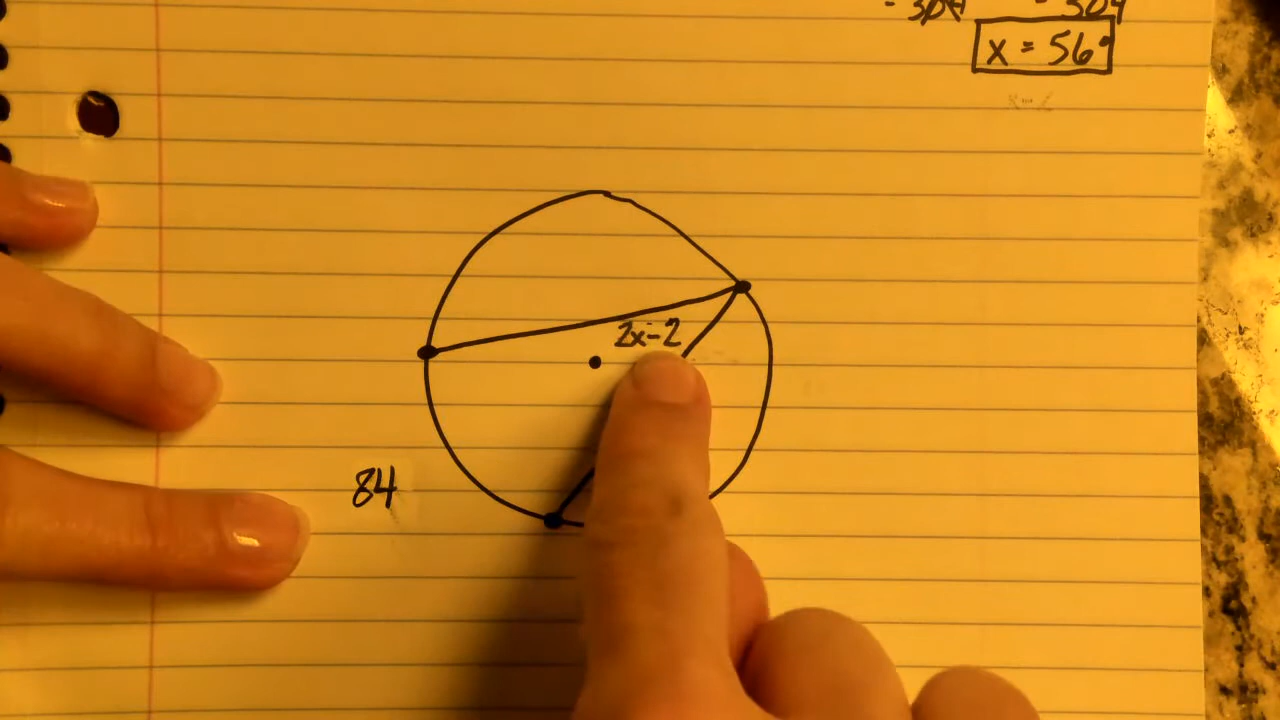 x = 56°
2x-2
84